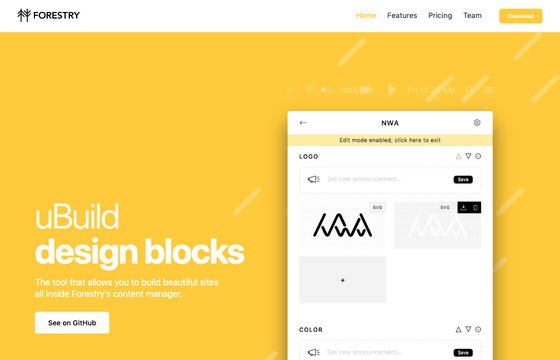 FORESTRY
Home Features Pricing Team Download
100% Fri 11:22 AM
NWA
Edit mode enabled, click here to exit
LOGO
Set new announcement... Save
SVG SVG
uBuild
design blocks
The tool that allows you to build beautiful sites
all inside Forestry's content manager.
See on GitHub
COLOR
Set new announcement... Save